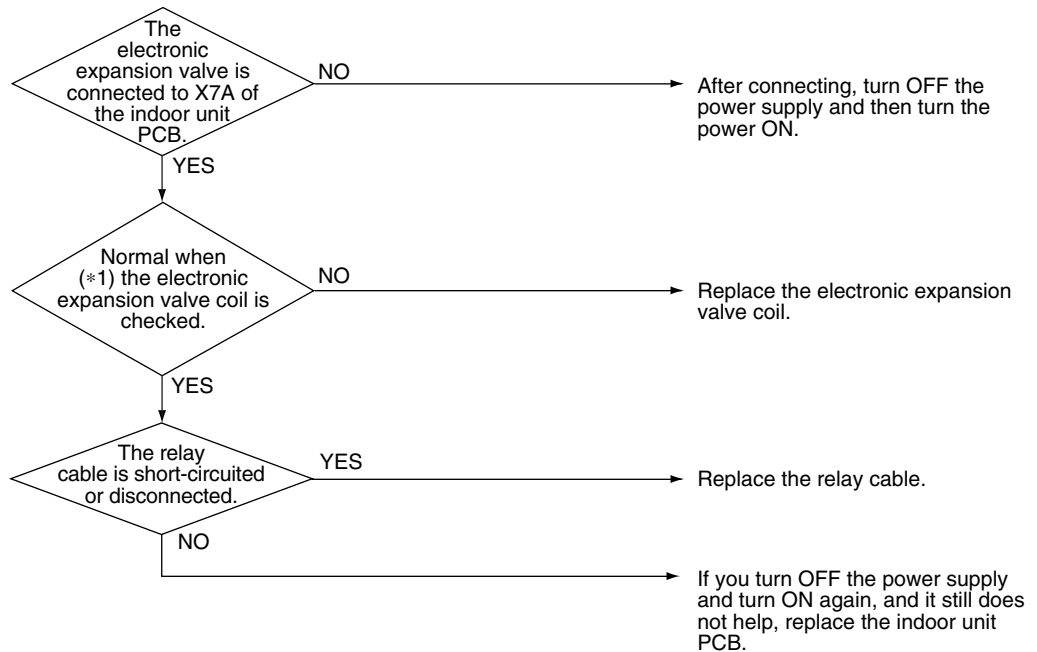 The
electronic
expansion valve is
connected to X7A of
the indoor unit
PCB.
NO
After connecting, turn OFF the
power supply and then turn the
power ON.
YES
Normal when
(*1) the electronic
expansion valve coil is
checked.
NO
Replace the electronic expansion
valve coil.
YES
The relay
cable is short-circuited
or disconnected.
YES
Replace the relay cable.
NO
If you turn OFF the power supply
and turn ON again, and it still does
not help, replace the indoor unit
PCB.